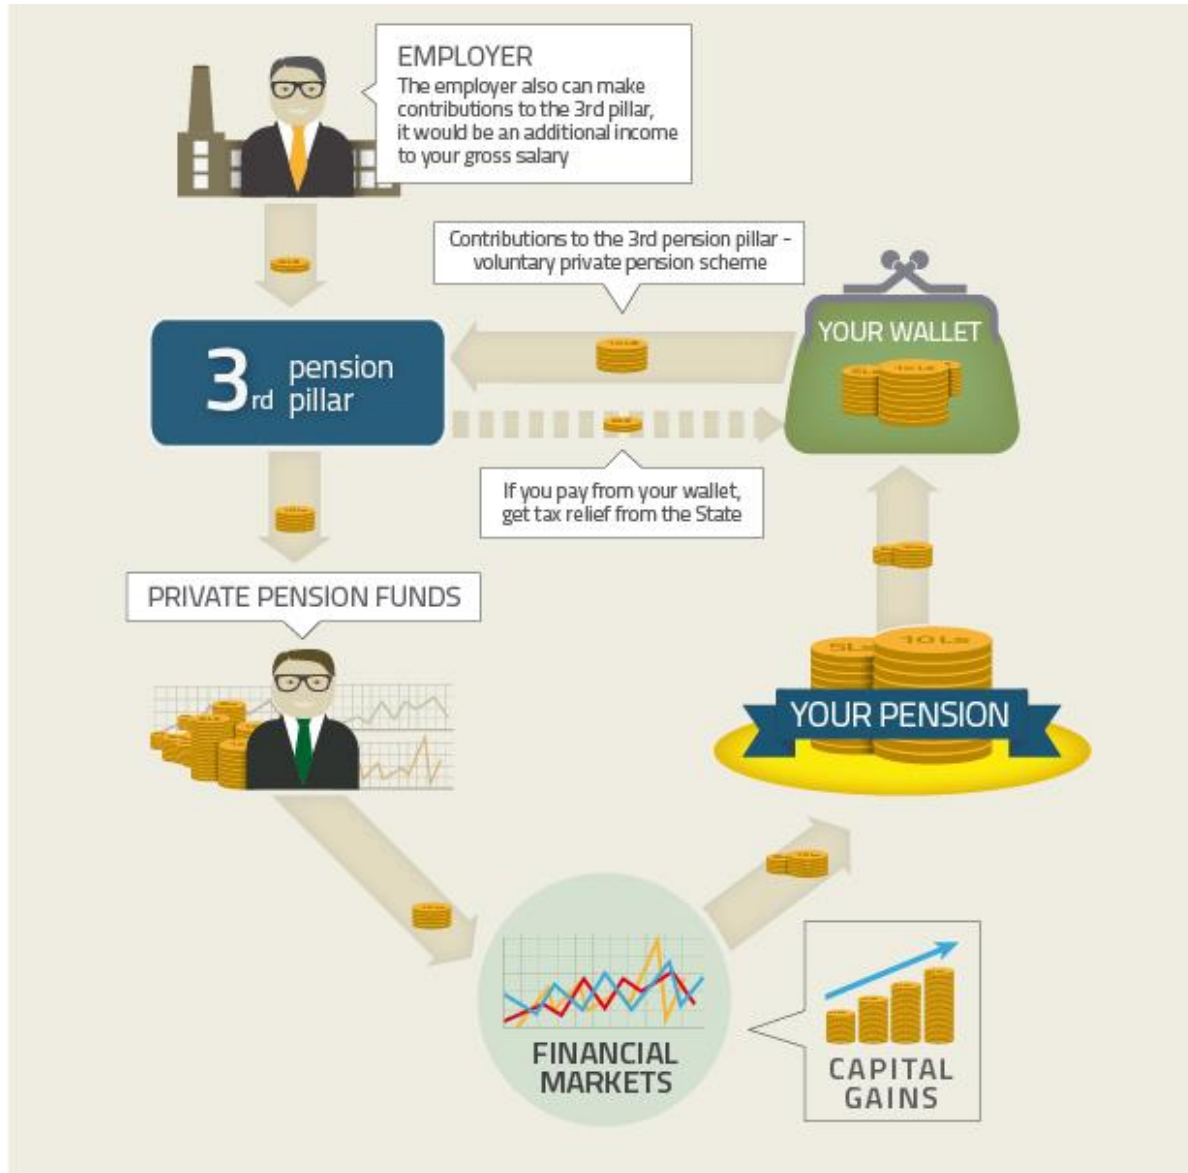 EMPLOYER
The employer also can make
contributions to the 3rd pillar,
it would be an additional income
to your gross salary
Contributions to the 3rd pension pillar -
voluntary private pension scheme
YOUR WALLET
3rd pension
pillar
If you pay from your wallet,
get tax relief from the State
PRIVATE PENSION FUNDS
5Ls 10Ls
YOUR PENSION
FINANCIAL
MARKETS
CAPITAL
GAINS